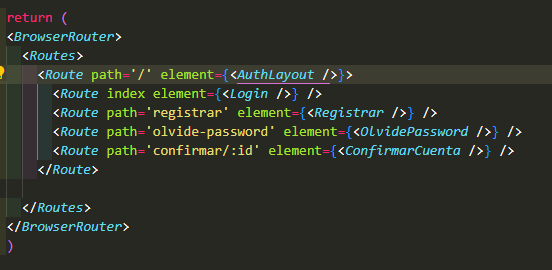 return (
<BrowserRouter>
<Routes>
<Route path='/' element={<AuthLayout />}>
<Route index element={<Login />} />
<Route path='registrar' element={<Registrar />} />
<Route path='olvide-password' element={<OlvidePassword />} />
<Route path='confirmar/:id' element={<ConfirmarCuenta />} />
</Route>
</Routes>
</BrowserRouter>
)